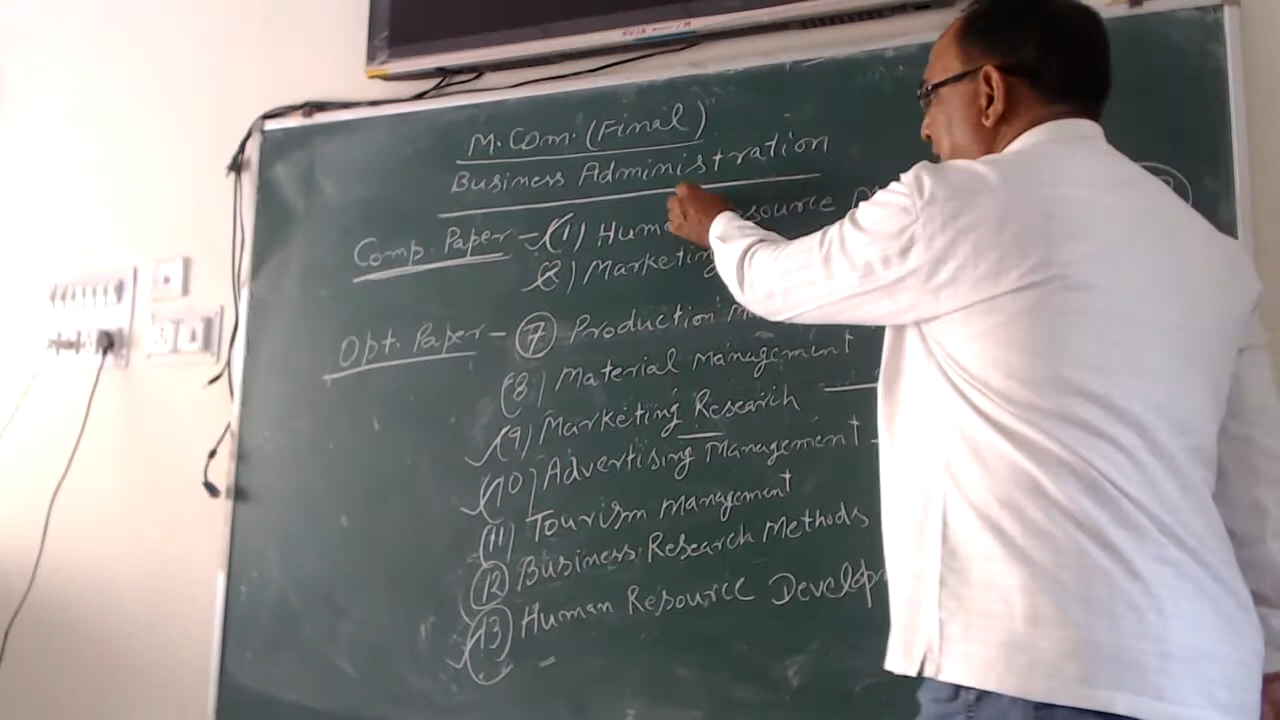 M.Com. (Final)
Business Administration
Comp. Paper - (1) Human Resource
(2) Marketing
Opt. Paper - (7) Production
(8) Material Management
(9) Marketing Research
(10) Advertising Management
(11) Tourism Management
(12) Business Research Methods
(13) Human Resource Develop